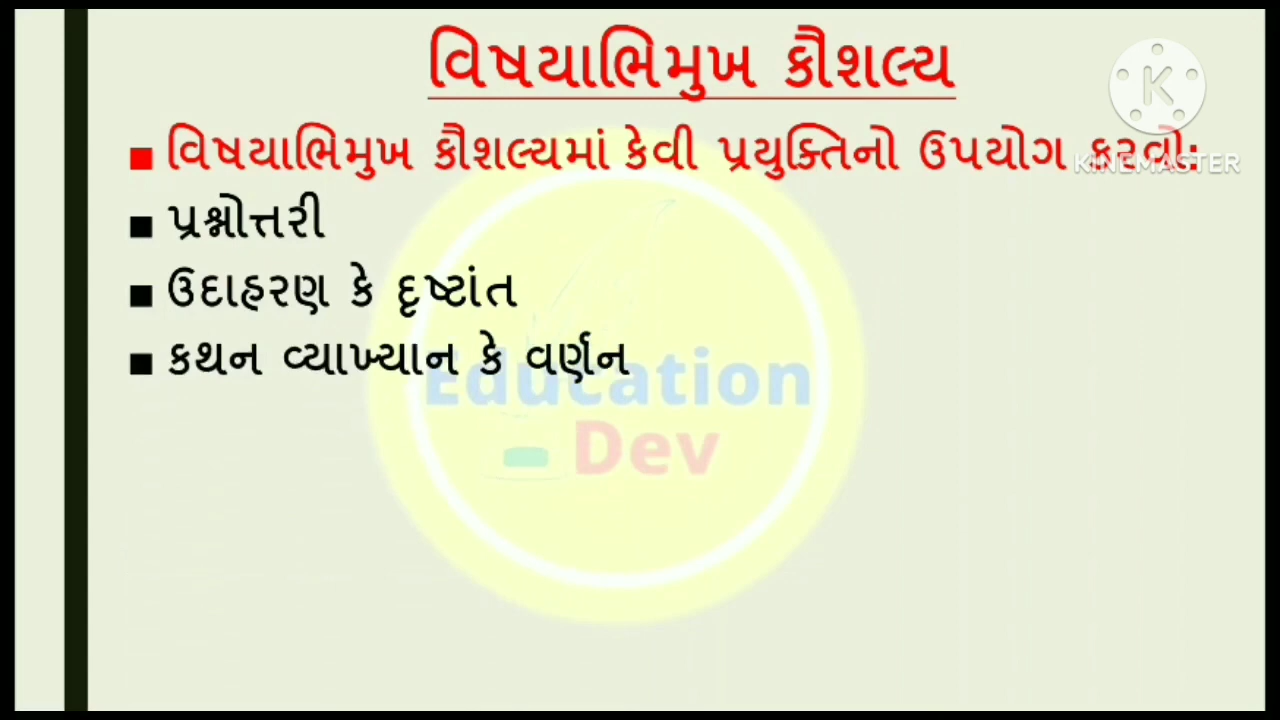 વિષયાભિમુખ કૌશલ્ય
વિષયાભિમુખ કૌશલ્યમાં કેવી પ્રયુક્તિનો ઉપયોગ કરવો:
KINEMASTER
પ્રશ્નોત્તરી
ઉદાહરણ કે દૃષ્ટાંત
કથન વ્યાખ્યાન કે વર્ણન
Education
Dev